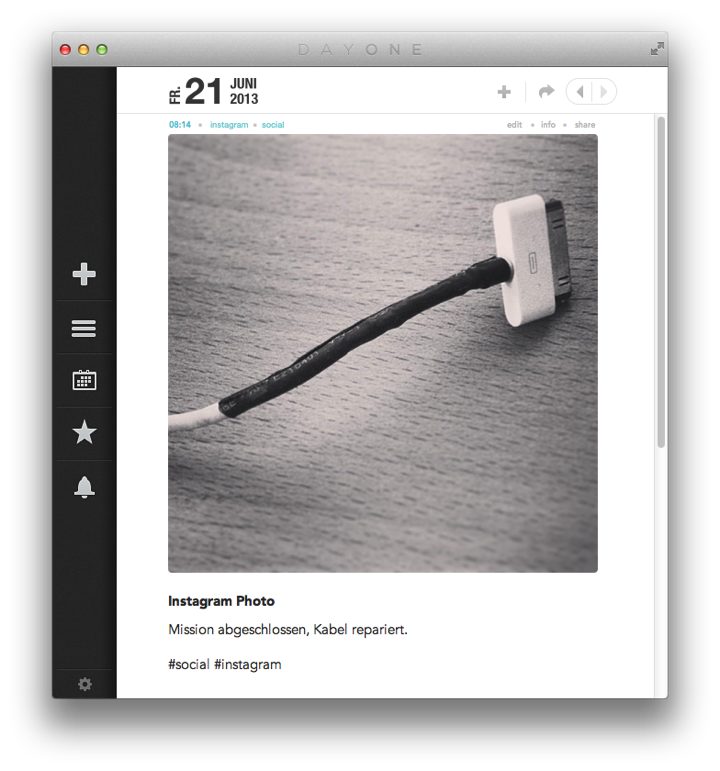 DAYONE
FR. 21 JUNI 2013
08:14 • instagram • social
edit • info • share
Instagram Photo
Mission abgeschlossen, Kabel repariert.
#social #instagram